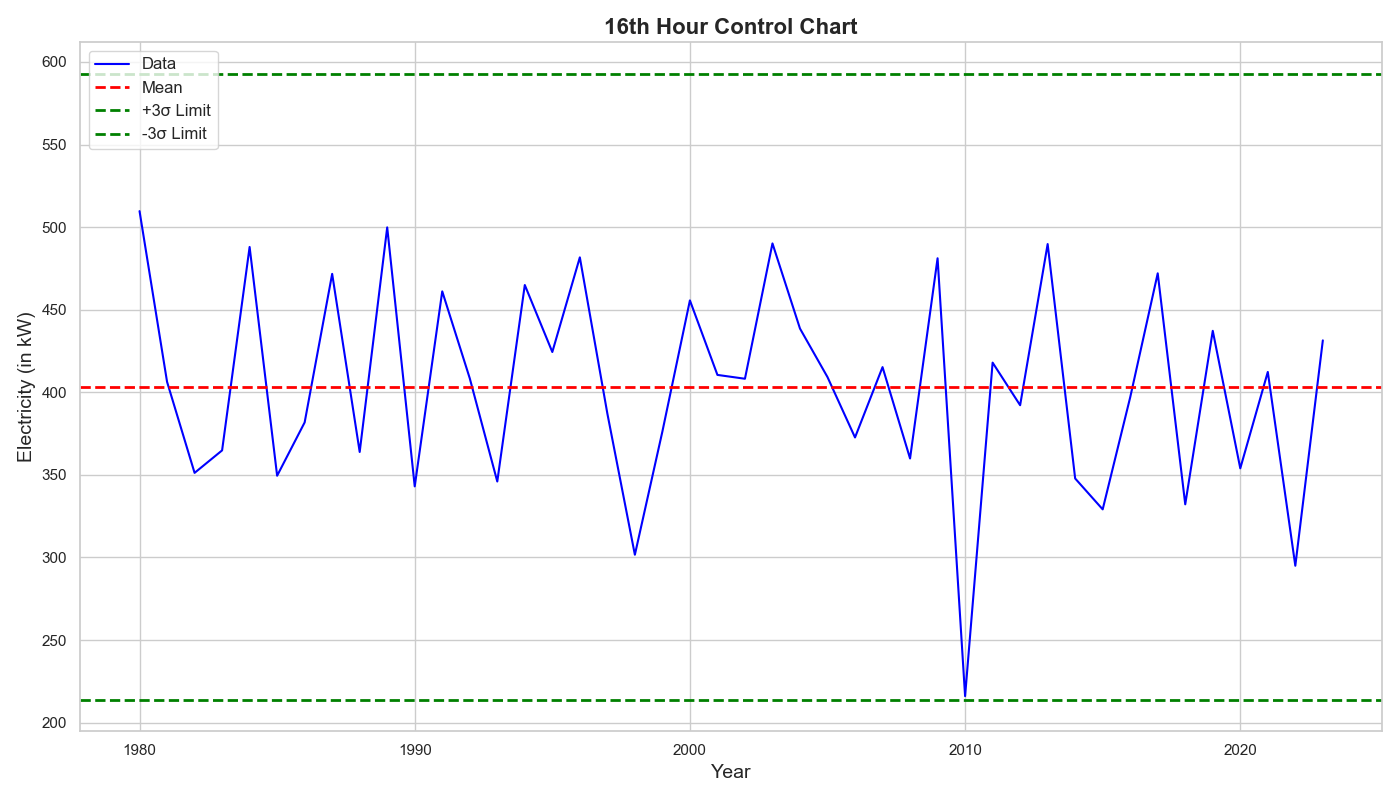 16th Hour Control Chart
Data
Mean
+3σ Limit
-3σ Limit
600
550
500
450
400
350
300
250
200
Electricity (in kW)
1980 1990 2000 2010 2020
Year